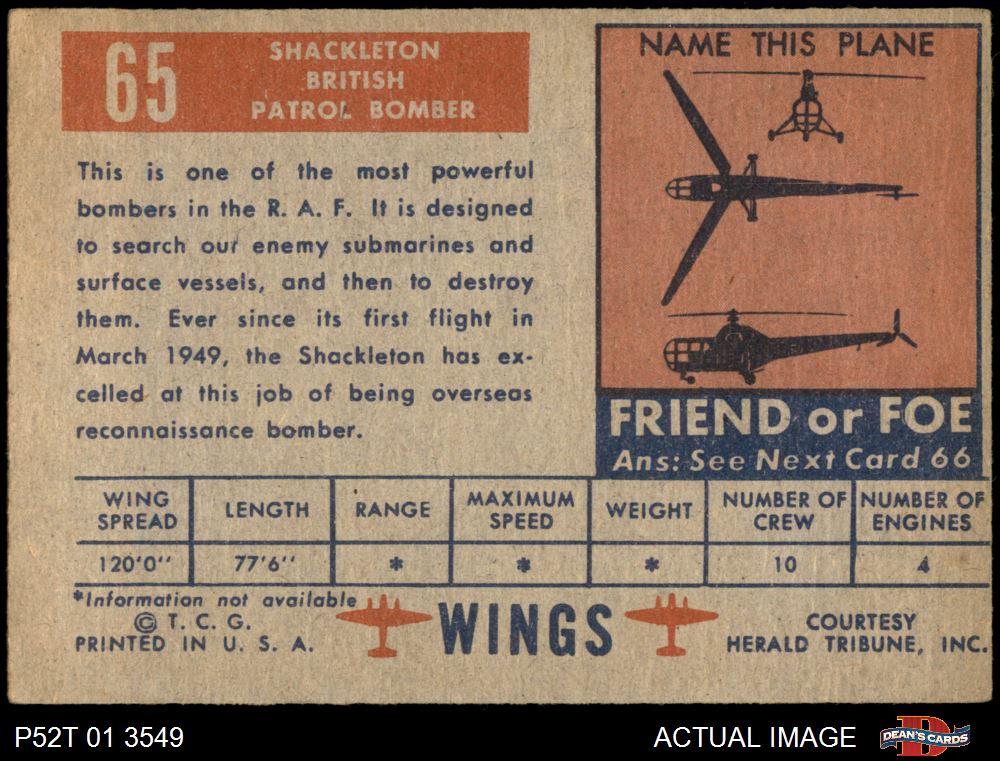 65
SHACKLETON
BRITISH
PATROL BOMBER
This is one of the most powerful
bombers in the R. A. F. It is designed
to search our enemy submarines and
surface vessels, and then to destroy
them. Ever since its first flight in
March 1949, the Shackleton has ex-
celled at this job of being overseas
reconnaissance bomber.
NAME THIS PLANE
FRIEND or FOE
Ans: See Next Card 66
WING SPREAD
LENGTH
RANGE
MAXIMUM SPEED
WEIGHT
NUMBER OF CREW
NUMBER OF ENGINES
120'0'' 77'6'' * * * 10 4
*Information not available
© T. C. G.
PRINTED IN U. S. A.
WINGS
COURTESY
HERALD TRIBUNE, INC.
P52T 01 3549
ACTUAL IMAGE
D
DEAN'S CARDS